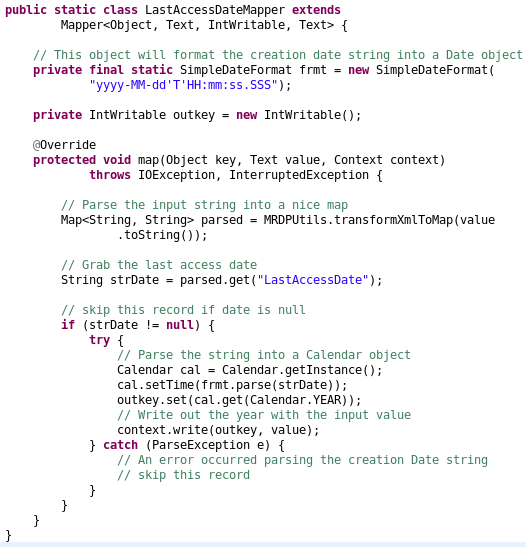 public static class LastAccessDateMapper extends
        Mapper<Object, Text, IntWritable, Text> {

    // This object will format the creation date string into a Date object
    private final static SimpleDateFormat frmt = new SimpleDateFormat(
            "yyyy-MM-dd'T'HH:mm:ss.SSS");

    private IntWritable outkey = new IntWritable();

    @Override
    protected void map(Object key, Text value, Context context)
            throws IOException, InterruptedException {

        // Parse the input string into a nice map
        Map<String, String> parsed = MRDPUtils.transformXmlToMap(value
                .toString());

        // Grab the last access date
        String strDate = parsed.get("LastAccessDate");

        // skip this record if date is null
        if (strDate != null) {
            try {
                // Parse the string into a Calendar object
                Calendar cal = Calendar.getInstance();
                cal.setTime(frmt.parse(strDate));
                outkey.set(cal.get(Calendar.YEAR));
                // Write out the year with the input value
                context.write(outkey, value);
            } catch (ParseException e) {
                // An error occurred parsing the creation Date string
                // skip this record
            }
        }
    }
}